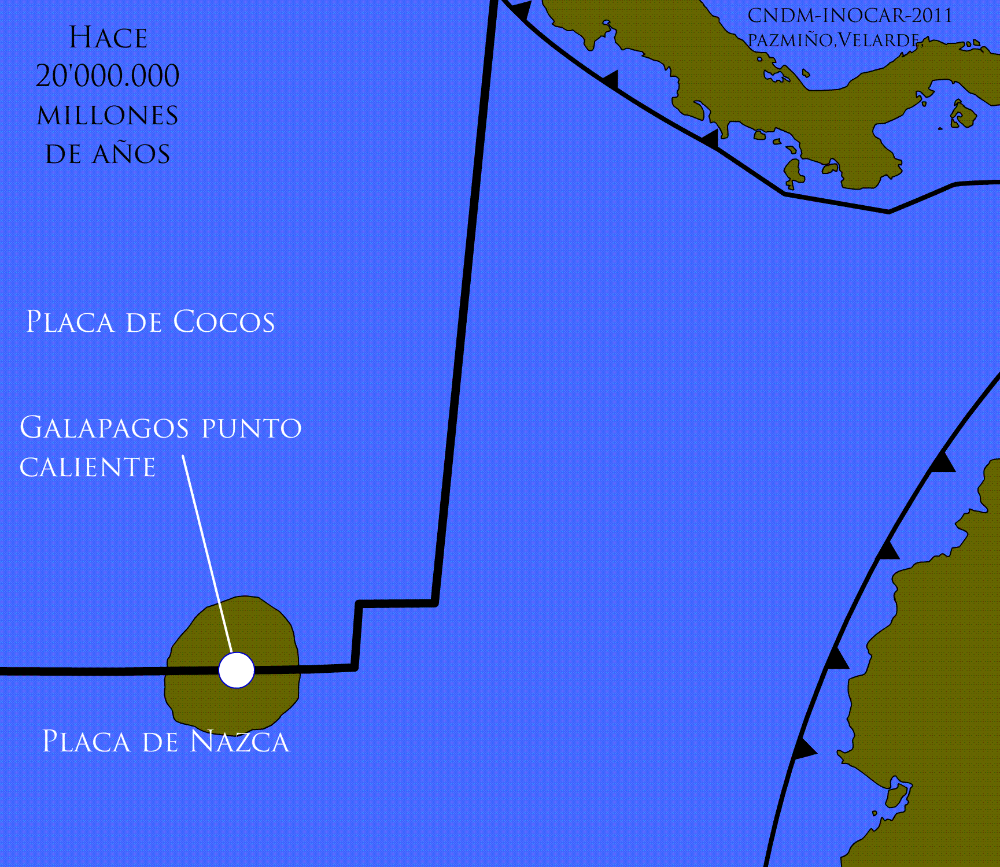 Hace
20'000.000
millones
de años
CNDM-INOCAR-2011
pazmiño,Velarde,
Placa de Cocos
Galapagos punto
caliente
Placa de Nazca